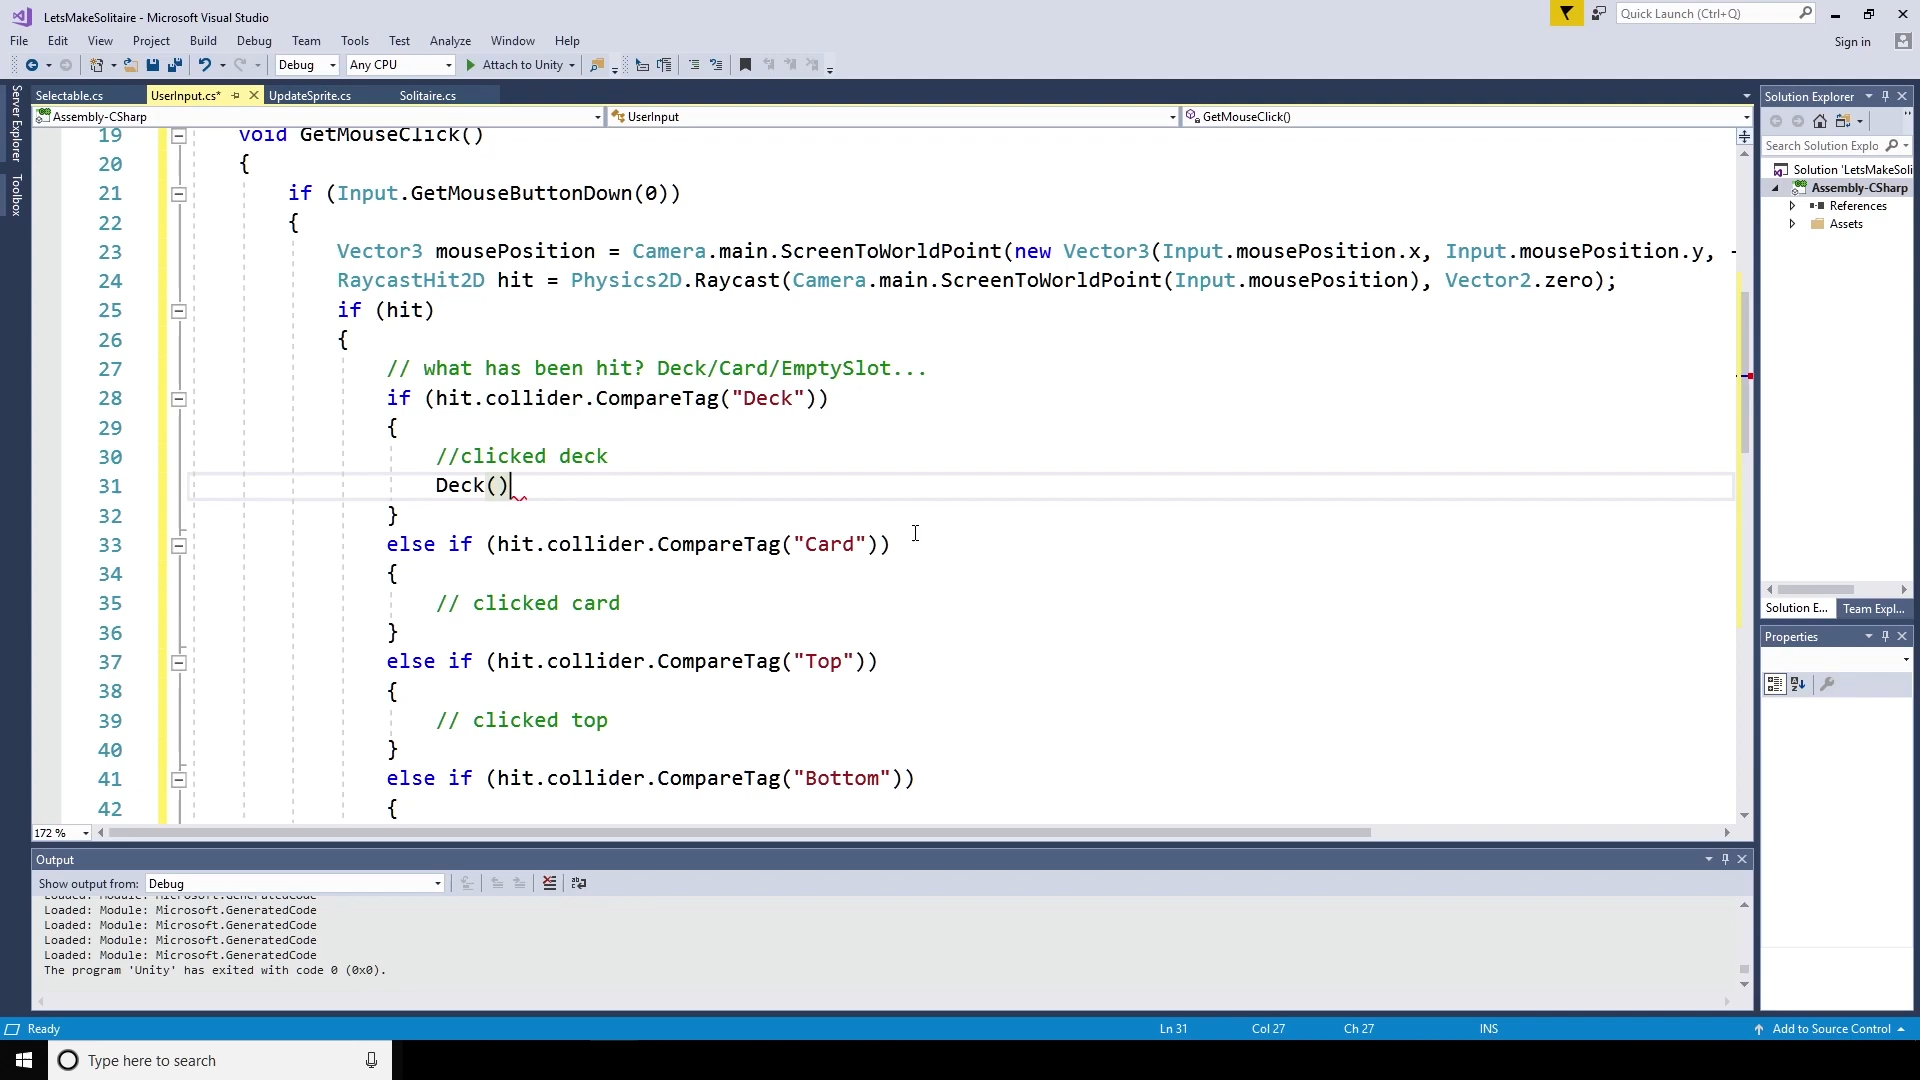 LetsMakeSolitaire - Microsoft Visual Studio
Quick Launch (Ctrl+Q)
File Edit View Project Build Debug Team Tools Test Analyze Window Help
Sign in
Debug Any CPU Attach to Unity
Server Explorer
Toolbox
Selectable.cs UserInput.cs* UpdateSprite.cs Solitaire.cs
Assembly-CSharp UserInput GetMouseClick()
19 void GetMouseClick()
20 {
21 if (Input.GetMouseButtonDown(0))
22 {
23 Vector3 mousePosition = Camera.main.ScreenToWorldPoint(new Vector3(Input.mousePosition.x, Input.mousePosition.y, -
24 RaycastHit2D hit = Physics2D.Raycast(Camera.main.ScreenToWorldPoint(Input.mousePosition), Vector2.zero);
25 if (hit)
26 {
27 // what has been hit? Deck/Card/EmptySlot...
28 if (hit.collider.CompareTag("Deck"))
29 {
30 //clicked deck
31 Deck()
32 }
33 else if (hit.collider.CompareTag("Card"))
34 {
35 // clicked card
36 }
37 else if (hit.collider.CompareTag("Top"))
38 {
39 // clicked top
40 }
41 else if (hit.collider.CompareTag("Bottom"))
42 {
172 %
Solution Explorer
Search Solution Explo
Solution 'LetsMakeSoli
Assembly-CSharp
References
Assets
Solution E... Team Expl...
Properties
Output
Show output from: Debug
Loaded: Module: Microsoft.GeneratedCode
Loaded: Module: Microsoft.GeneratedCode
Loaded: Module: Microsoft.GeneratedCode
Loaded: Module: Microsoft.GeneratedCode
Loaded: Module: Microsoft.GeneratedCode
The program 'Unity' has exited with code 0 (0x0).
Ready Ln 31 Col 27 Ch 27 INS Add to Source Control
Type here to search